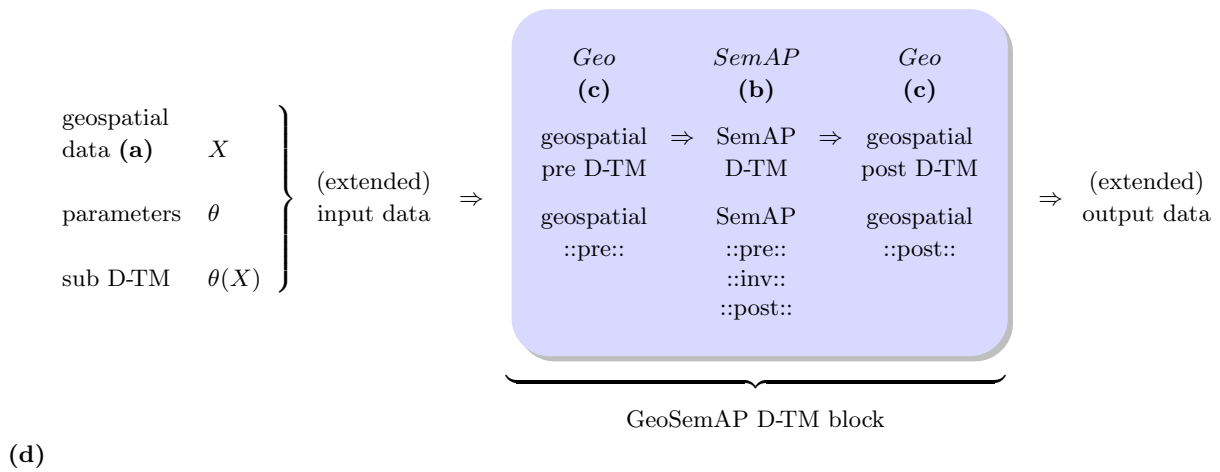 Geo SemAP Geo
(c) (b) (c)
geospatial
data (a) X
parameters θ
sub D-TM θ(X)
(extended)
input data
⇒
geospatial ⇒ SemAP ⇒ geospatial
pre D-TM D-TM post D-TM
geospatial SemAP geospatial
::pre:: ::pre:: ::post::
::inv::
::post::
⇒
(extended)
output data
GeoSemAP D-TM block
(d)